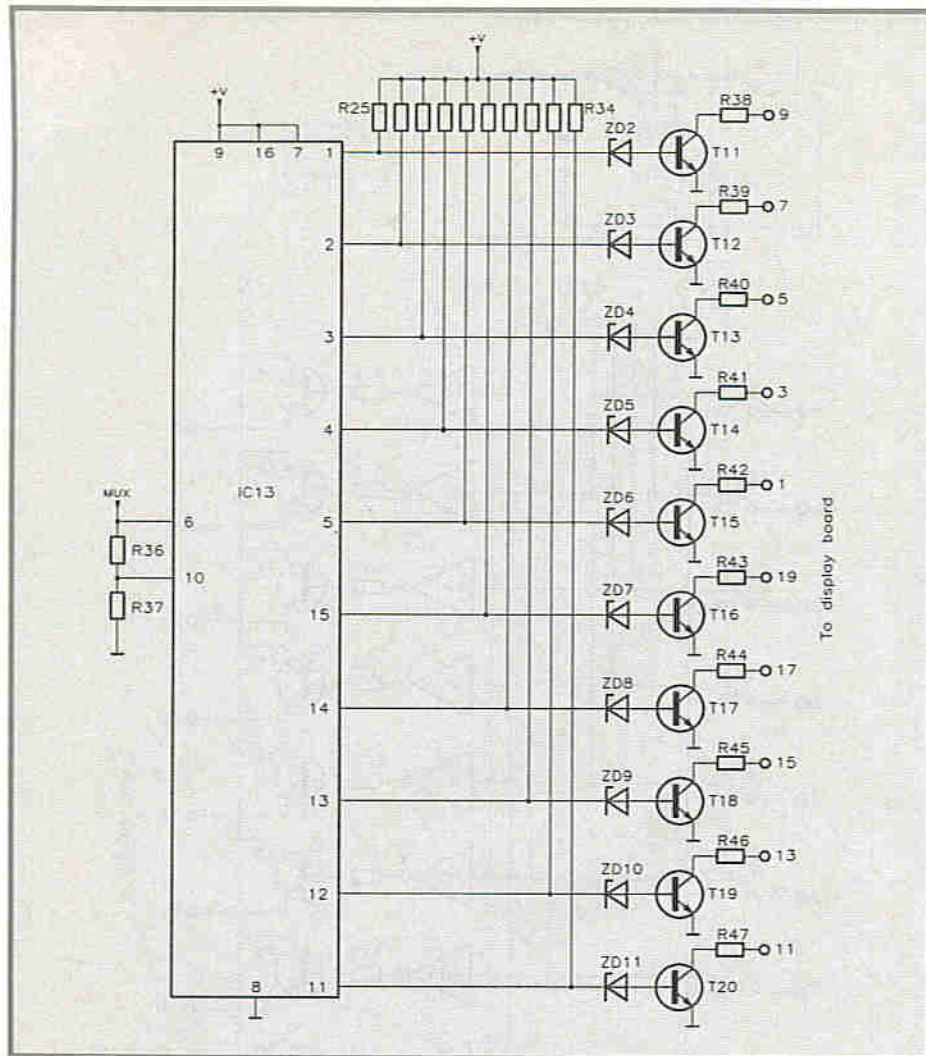 +V
+V
R25
R34
R38
9
9 16 7 1
ZD2
T11
R39
7
2
ZD3
T12
R40
5
3
ZD4
T13
R41
3
4
ZD5
T14
R42
1
MUX
IC13
6
5
ZD6
T15
R36
R43
19
10
ZD7
R37
15
T16
To display board
R44
17
14
ZD8
T17
R45
15
13
ZD9
T18
R46
13
12
ZD10
T19
R47
11
8
11
ZD11
T20